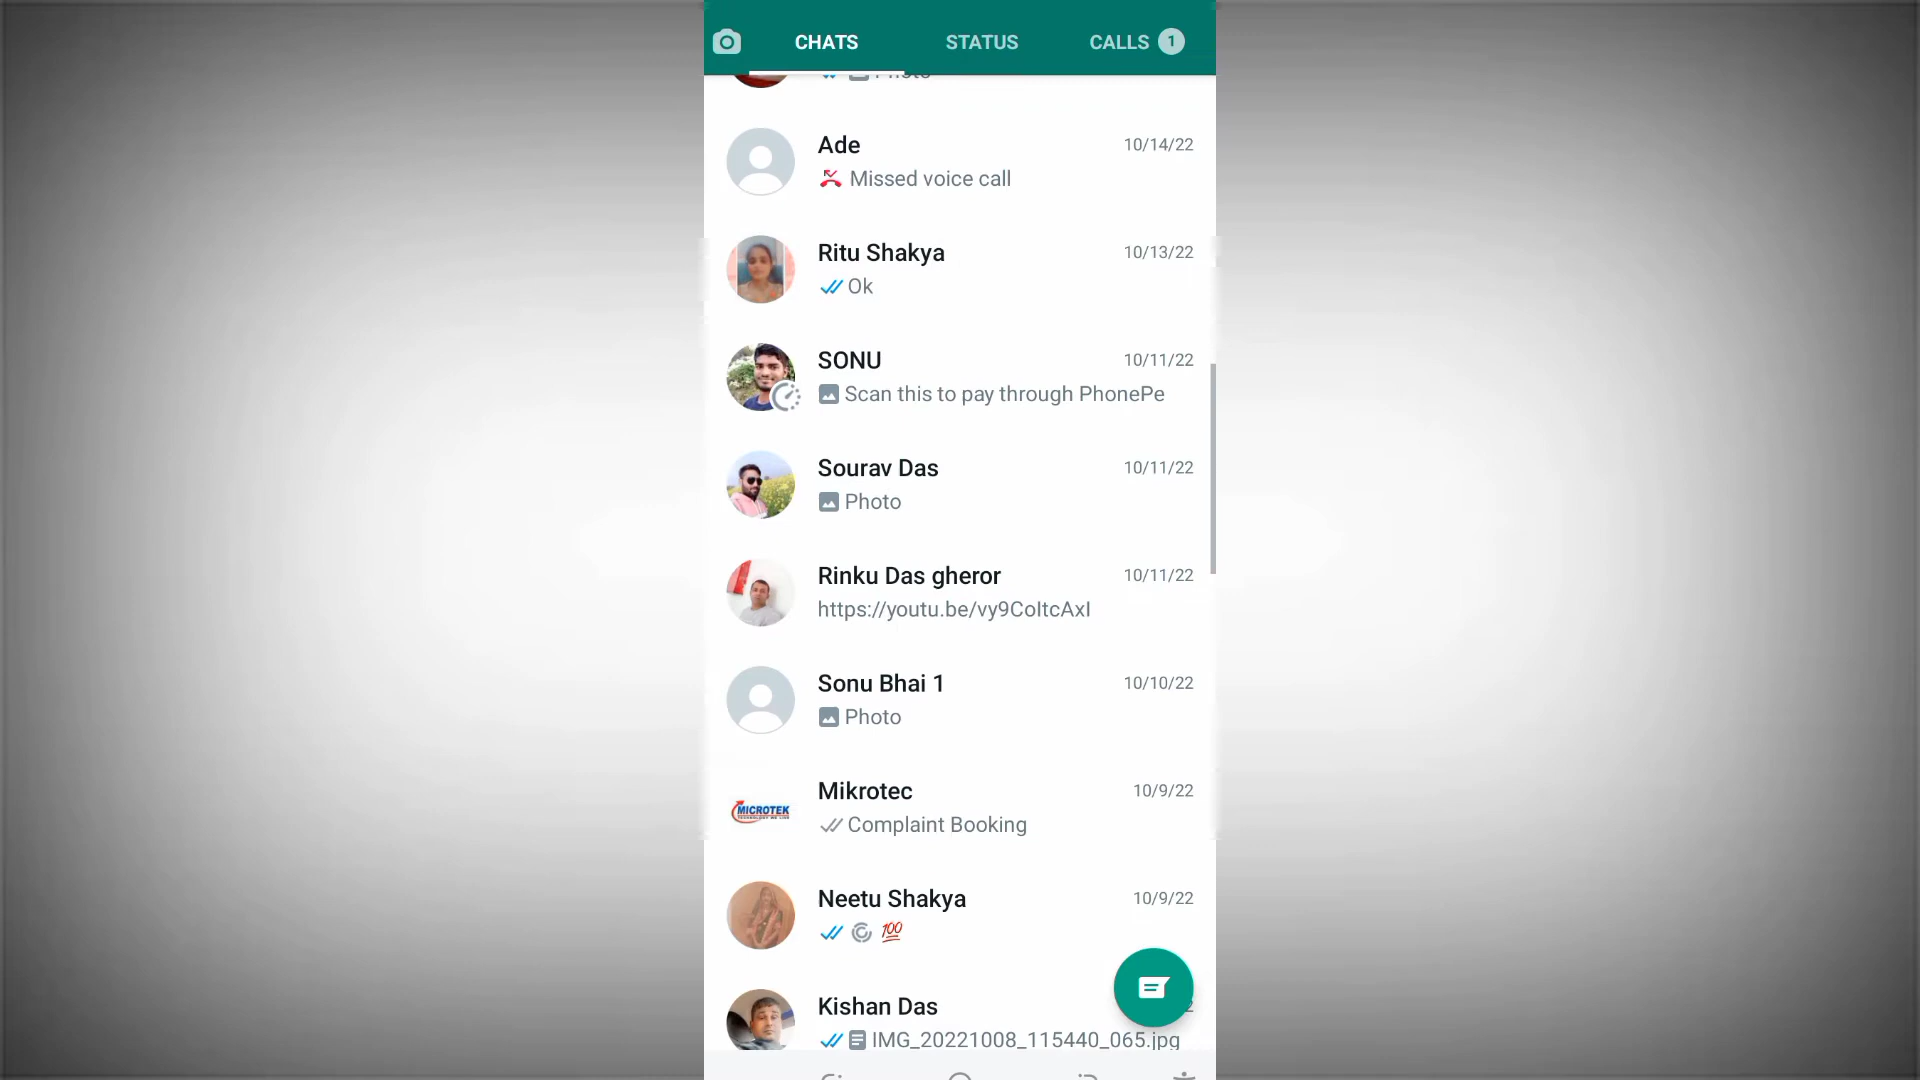 CHATS
STATUS
CALLS 1
Photo
Ade
10/14/22
Missed voice call
Ritu Shakya
10/13/22
Ok
SONU
10/11/22
Scan this to pay through PhonePe
Sourav Das
10/11/22
Photo
Rinku Das gheror
10/11/22
https://youtu.be/vy9CoItcAxI
Sonu Bhai 1
10/10/22
Photo
Mikrotec
10/9/22
MICROTEK
Complaint Booking
Neetu Shakya
10/9/22
💯
Kishan Das
IMG_20221008_115440_065.jpg